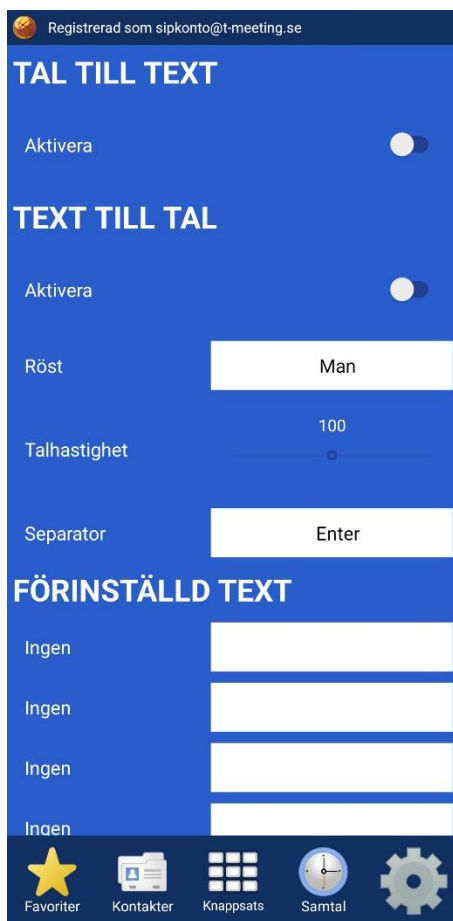 Registrerad som sipkonto@t-meeting.se
TAL TILL TEXT
Aktivera
TEXT TILL TAL
Aktivera
Röst Man
100
Talhastighet
Separator Enter
FÖRINSTÄLLD TEXT
Ingen
Ingen
Ingen
Ingen
Favoriter Kontakter Knappsats Samtal